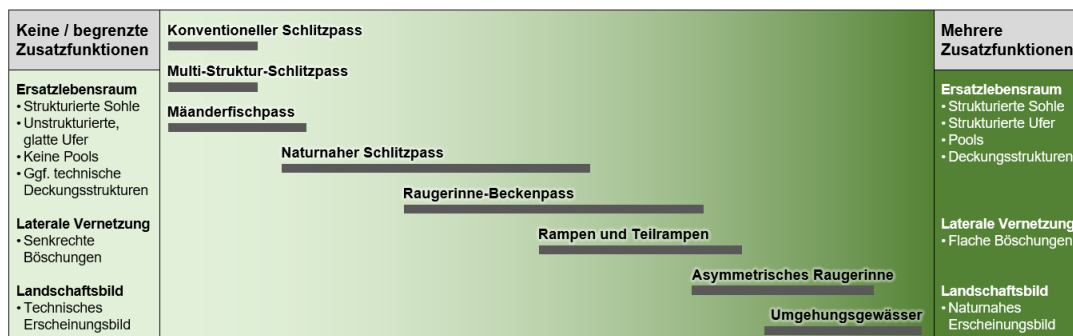 Keine / begrenzte
Zusatzfunktionen
Ersatzlebensraum
• Strukturierte Sohle
• Unstrukturierte,
glatte Ufer
• Keine Pools
• Ggf. technische
Deckungsstrukturen
Laterale Vernetzung
• Senkrechte
Böschungen
Landschaftsbild
• Technisches
Erscheinungsbild
Konventioneller Schlitzpass
Multi-Struktur-Schlitzpass
Mäanderfischpass
Naturnaher Schlitzpass
Raugerinne-Beckenpass
Rampen und Teilrampen
Asymmetrisches Raugerinne
Umgehungsgewässer
Mehrere
Zusatzfunktionen
Ersatzlebensraum
• Strukturierte Sohle
• Strukturierte Ufer
• Pools
• Deckungsstrukturen
Laterale Vernetzung
• Flache Böschungen
Landschaftsbild
• Naturnahes
Erscheinungsbild